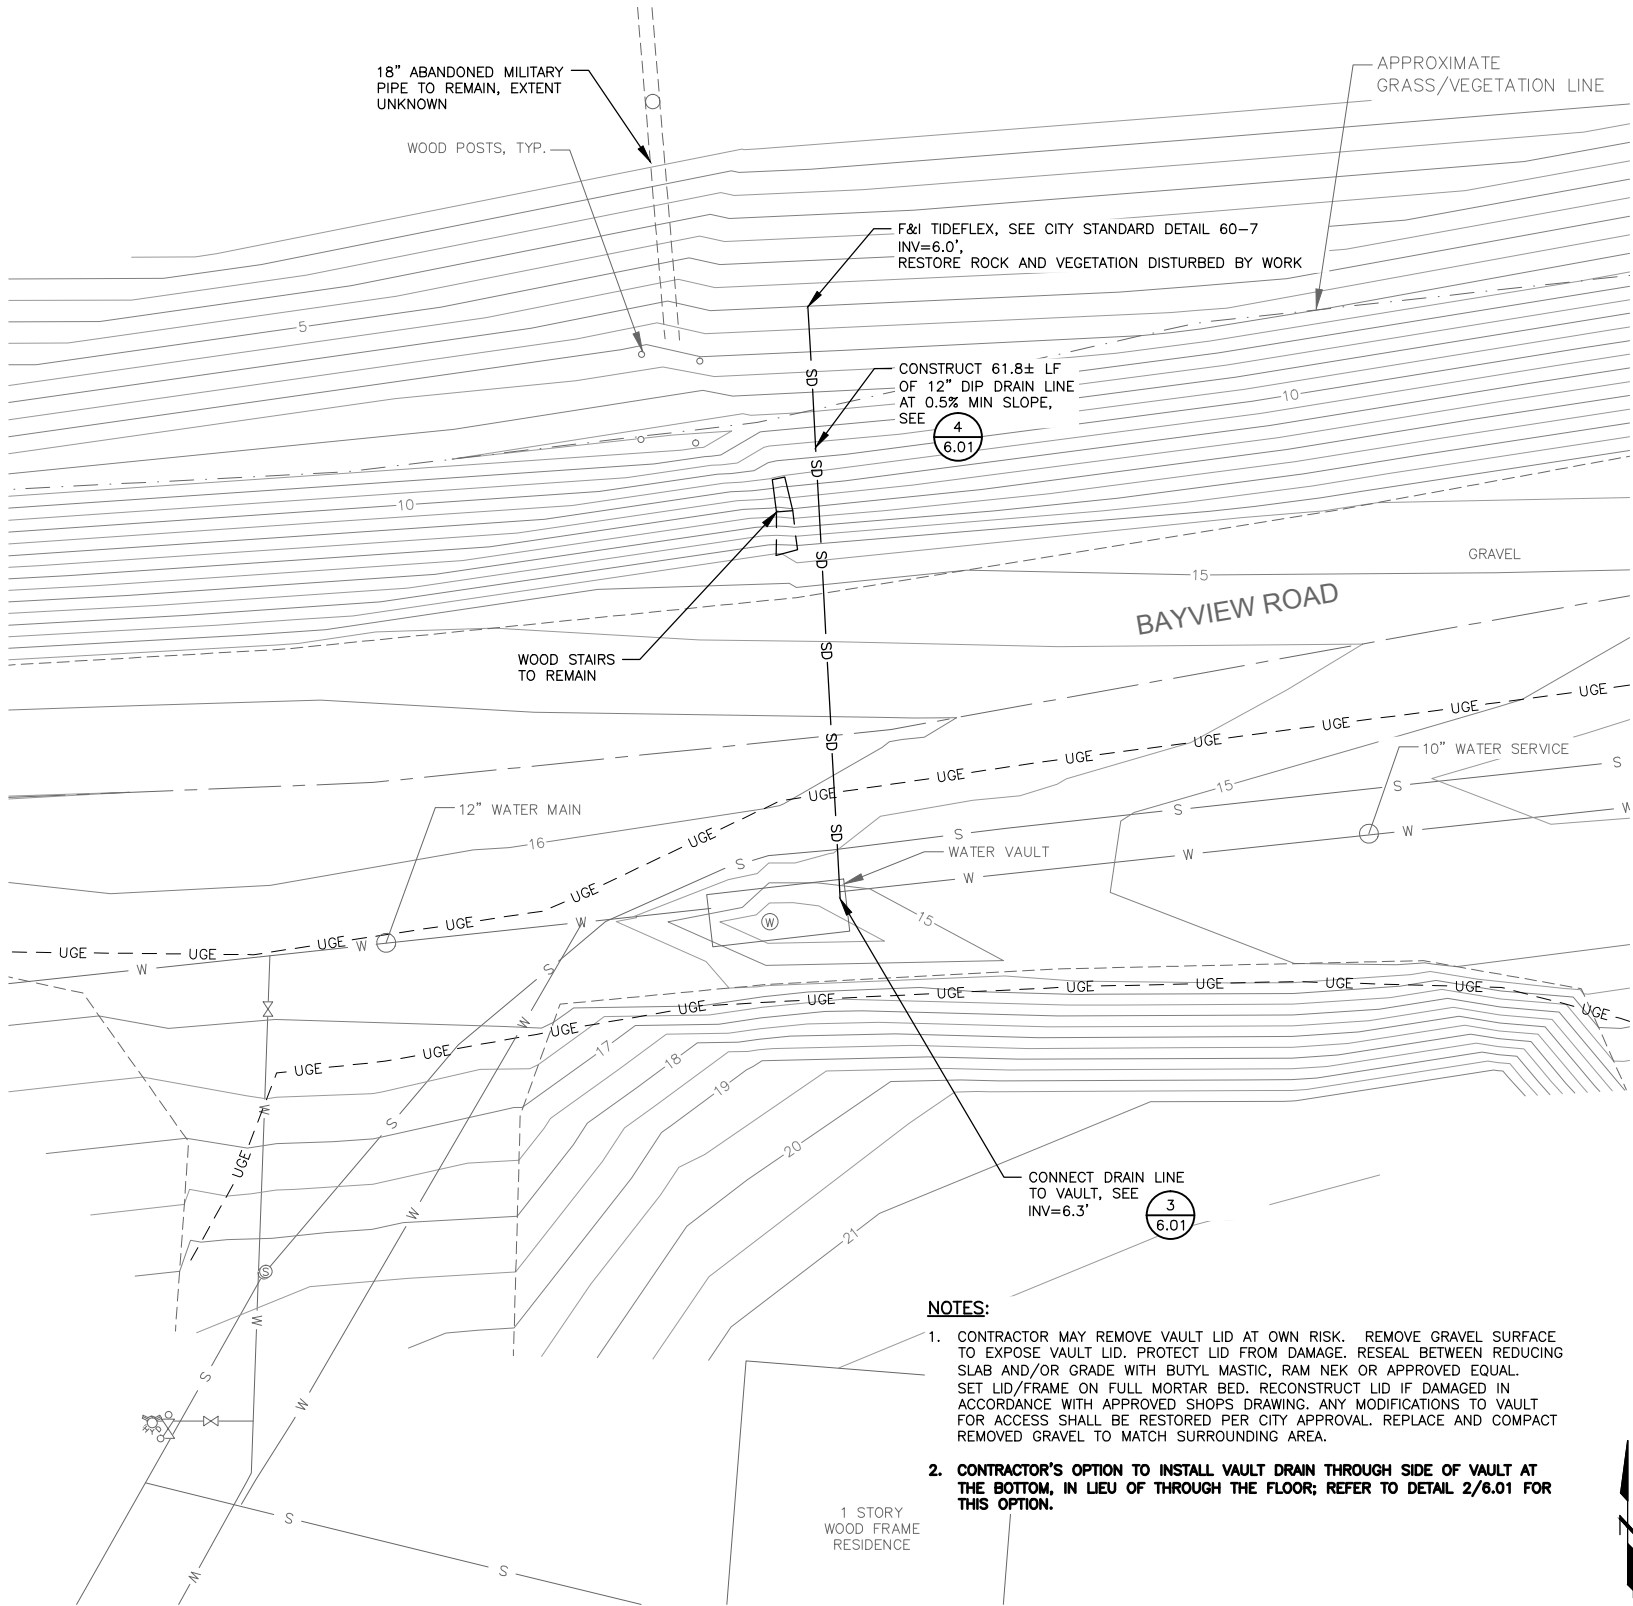 18" ABANDONED MILITARY
PIPE TO REMAIN, EXTENT
UNKNOWN
APPROXIMATE
GRASS/VEGETATION LINE
WOOD POSTS, TYP.
F&I TIDEFLEX, SEE CITY STANDARD DETAIL 60-7
INV=6.0',
RESTORE ROCK AND VEGETATION DISTURBED BY WORK
5
SD
CONSTRUCT 61.8± LF
OF 12" DIP DRAIN LINE
AT 0.5% MIN SLOPE,
SEE
4
6.01
10
SD
10
SD
GRAVEL
15
BAYVIEW ROAD
WOOD STAIRS
TO REMAIN
SD
UGE
UGE
UGE
UGE
UGE
UGE
SD
10" WATER SERVICE
S
S
15
UGE
12" WATER MAIN
S
W
16
UGE
SD
S
W
S
WATER VAULT
W
W
UGE
15
W
W
UGE
UGE
W
UGE
UGE
W
S
UGE
UGE
UGE
UGE
UGE
UGE
UGE
UGE
UGE
W
UGE
17
UGE
UGE
18
19
W
S
20
UGE
CONNECT DRAIN LINE
TO VAULT, SEE
INV=6.3'
3
6.01
W
21
S
W
NOTES:
1. CONTRACTOR MAY REMOVE VAULT LID AT OWN RISK. REMOVE GRAVEL SURFACE
TO EXPOSE VAULT LID. PROTECT LID FROM DAMAGE. RESEAL BETWEEN REDUCING
SLAB AND/OR GRADE WITH BUTYL MASTIC, RAM NEK OR APPROVED EQUAL.
SET LID/FRAME ON FULL MORTAR BED. RECONSTRUCT LID IF DAMAGED IN
ACCORDANCE WITH APPROVED SHOPS DRAWING. ANY MODIFICATIONS TO VAULT
FOR ACCESS SHALL BE RESTORED PER CITY APPROVAL. REPLACE AND COMPACT
REMOVED GRAVEL TO MATCH SURROUNDING AREA.
2. CONTRACTOR'S OPTION TO INSTALL VAULT DRAIN THROUGH SIDE OF VAULT AT
THE BOTTOM, IN LIEU OF THROUGH THE FLOOR; REFER TO DETAIL 2/6.01 FOR
THIS OPTION.
S
W
1 STORY
WOOD FRAME
RESIDENCE
S
S
W
N